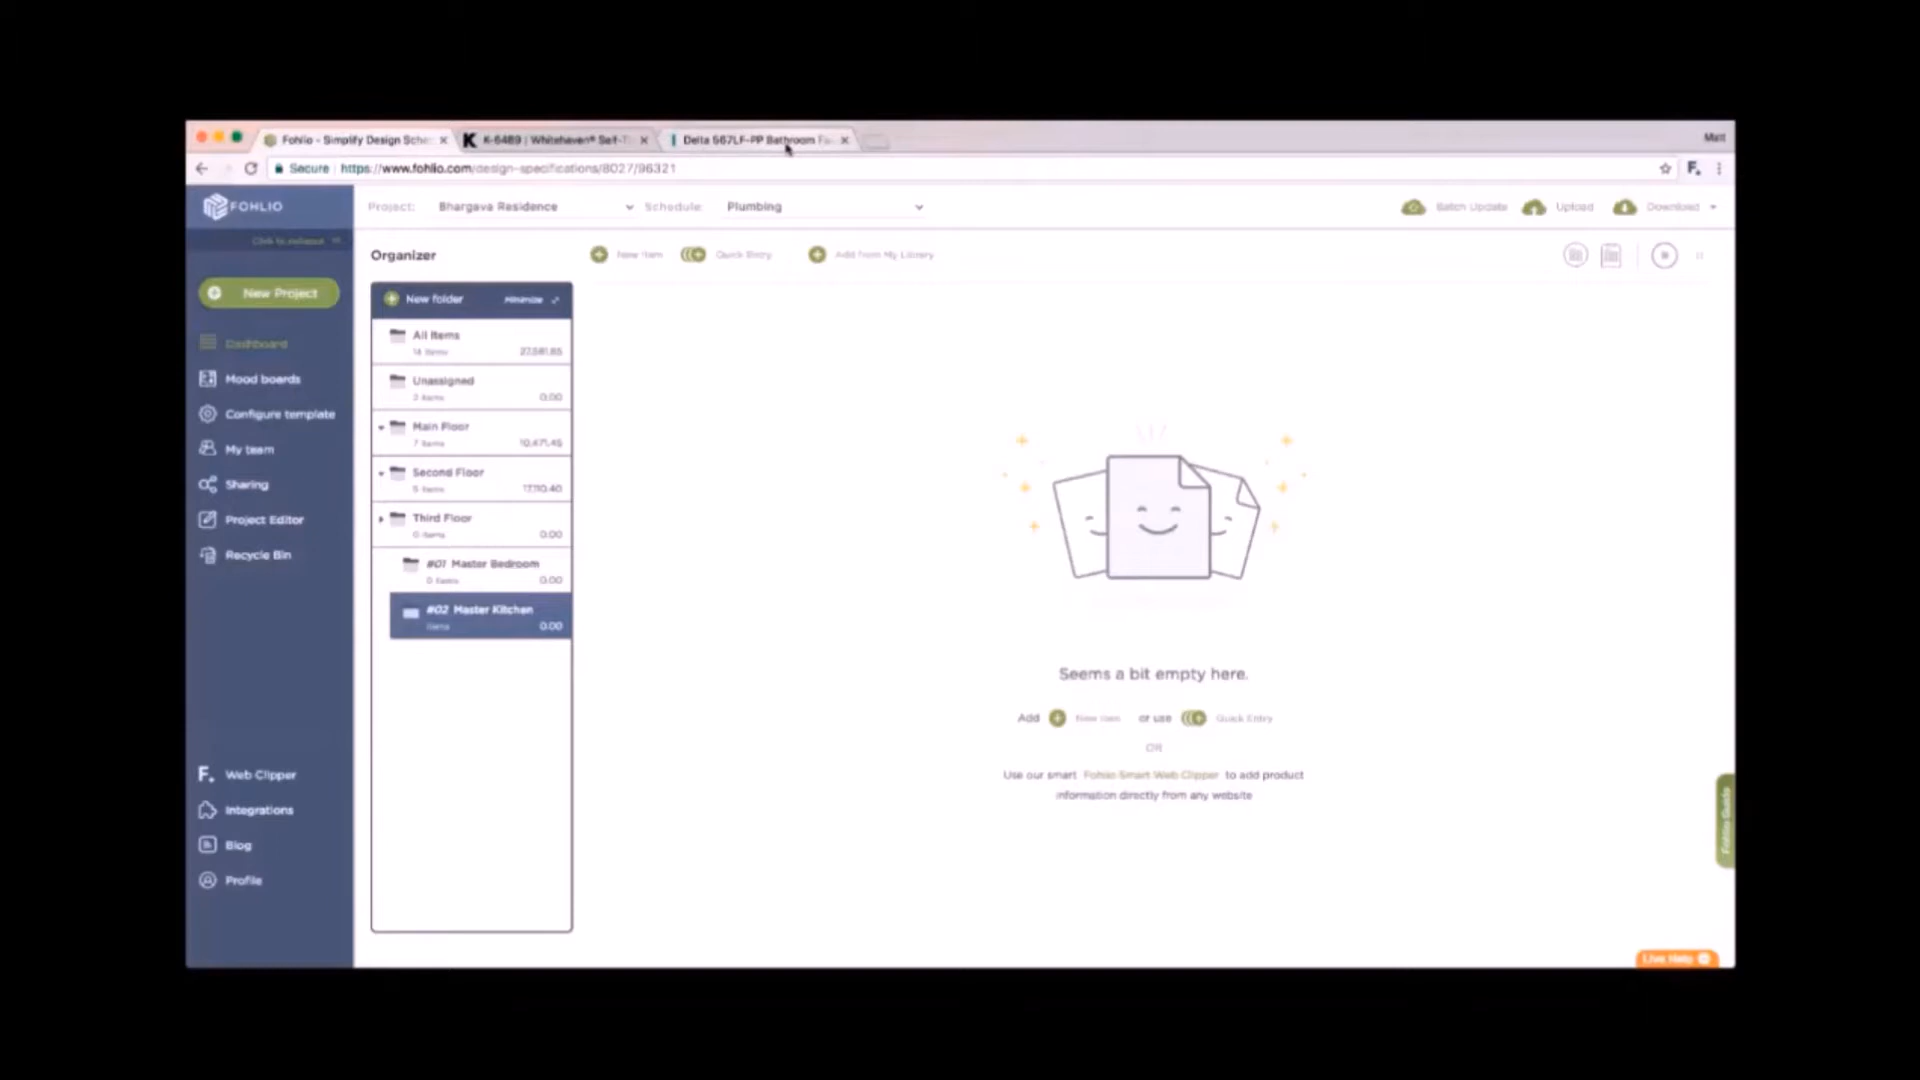 Fohlio - Simplify Design Sche
K-6489 | Whitehaven® Self-T
Delta 567LF-PP Bathroom Fa
Matt
Secure
https://www.fohlio.com/design-specifications/8027/96321
FOHLIO
Project: Bhargava Residence
Schedule: Plumbing
Batch Update
Upload
Download
Click to collapse
Organizer
New Item
Quick Entry
Add from My Library
New Project
Dashboard
Mood boards
Configure template
My team
Sharing
Project Editor
Recycle Bin
Web Clipper
Integrations
Blog
Profile
New folder Minimize
All Items
14 items 27,581.85
Unassigned
2 items 0.00
Main Floor
7 items 10,471.45
Second Floor
5 items 17,110.40
Third Floor
0 items 0.00
#01 Master Bedroom
0 items 0.00
#02 Master Kitchen
items 0.00
Seems a bit empty here.
Add New Item or use Quick Entry
OR
Use our smart Fohlio Smart Web Clipper to add product
information directly from any website
Fohlio Guide
Live Help